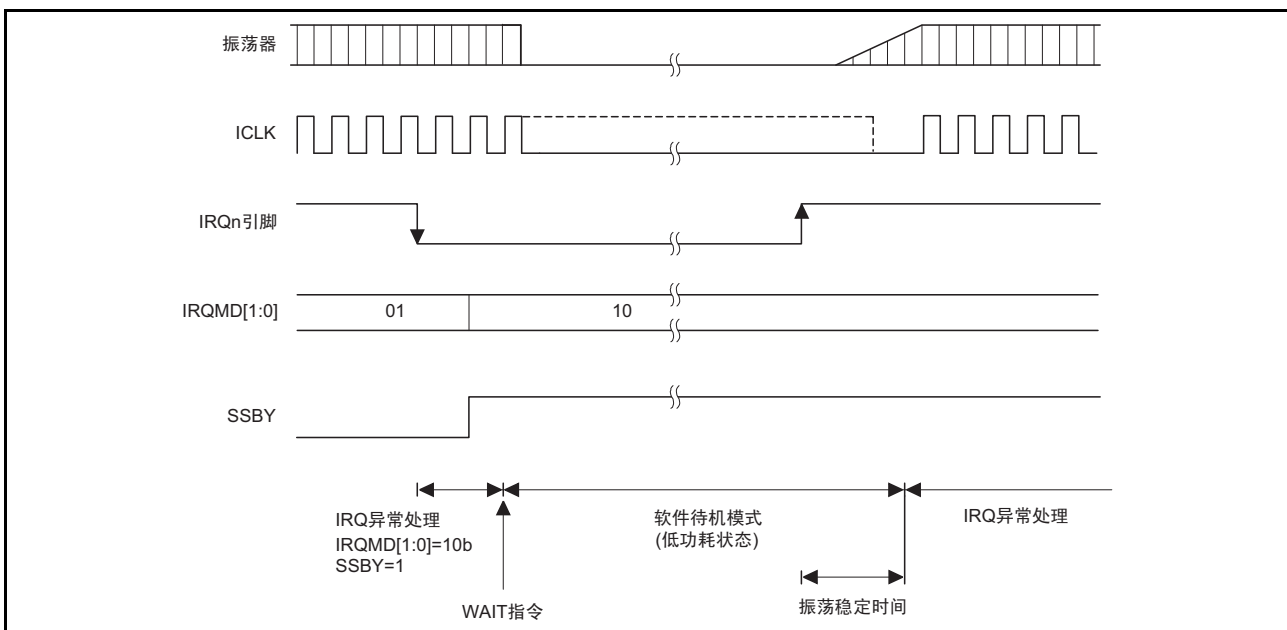 振荡器
ICLK
IRQn引脚
IRQMD[1:0]
01
10
SSBY
IRQ异常处理
IRQMD[1:0]=10b
SSBY=1
WAIT指令
软件待机模式
(低功耗状态)
振荡稳定时间
IRQ异常处理